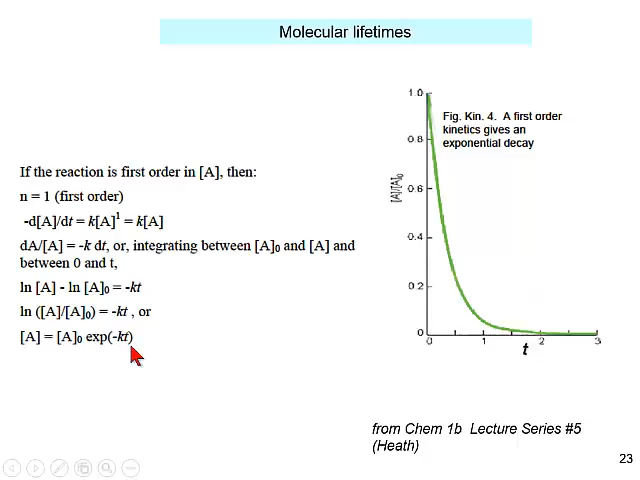 Molecular lifetimes
If the reaction is first order in [A], then:
n = 1 (first order)
-d[A]/dt = k[A]¹ = k[A]
dA/[A] = -k dt, or, integrating between [A]₀ and [A] and
between 0 and t,
ln [A] - ln [A]₀ = -kt
ln ([A]/[A]₀) = -kt , or
[A] = [A]₀ exp(-kt)
Fig. Kin. 4. A first order
kinetics gives an
exponential decay
[A]/[A]₀
1.0
0.8
0.6
0.4
0.2
0
0 1 2 3
t
from Chem 1b Lecture Series #5
(Heath)
23